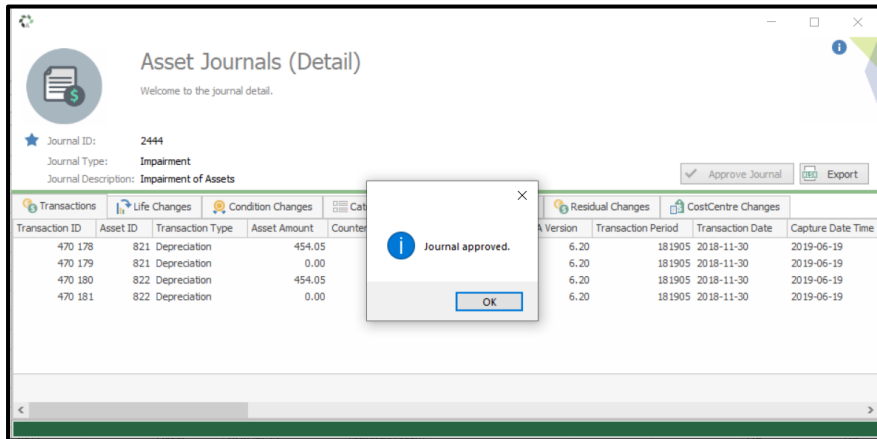 Asset Journals (Detail)
Welcome to the journal detail.
Journal ID: 2444
Journal Type: Impairment
Journal Description: Impairment of Assets
Approve Journal Export
Transactions Life Changes Condition Changes Residual Changes CostCentre Changes
Transaction ID Asset ID Transaction Type Asset Amount Version Transaction Period Transaction Date Capture Date Time
470 178 821 Depreciation 454.05 6.20 181905 2018-11-30 2019-06-19
470 179 821 Depreciation 0.00 6.20 181905 2018-11-30 2019-06-19
470 180 822 Depreciation 454.05 6.20 181905 2018-11-30 2019-06-19
470 181 822 Depreciation 0.00 6.20 181905 2018-11-30 2019-06-19
Journal approved.
OK